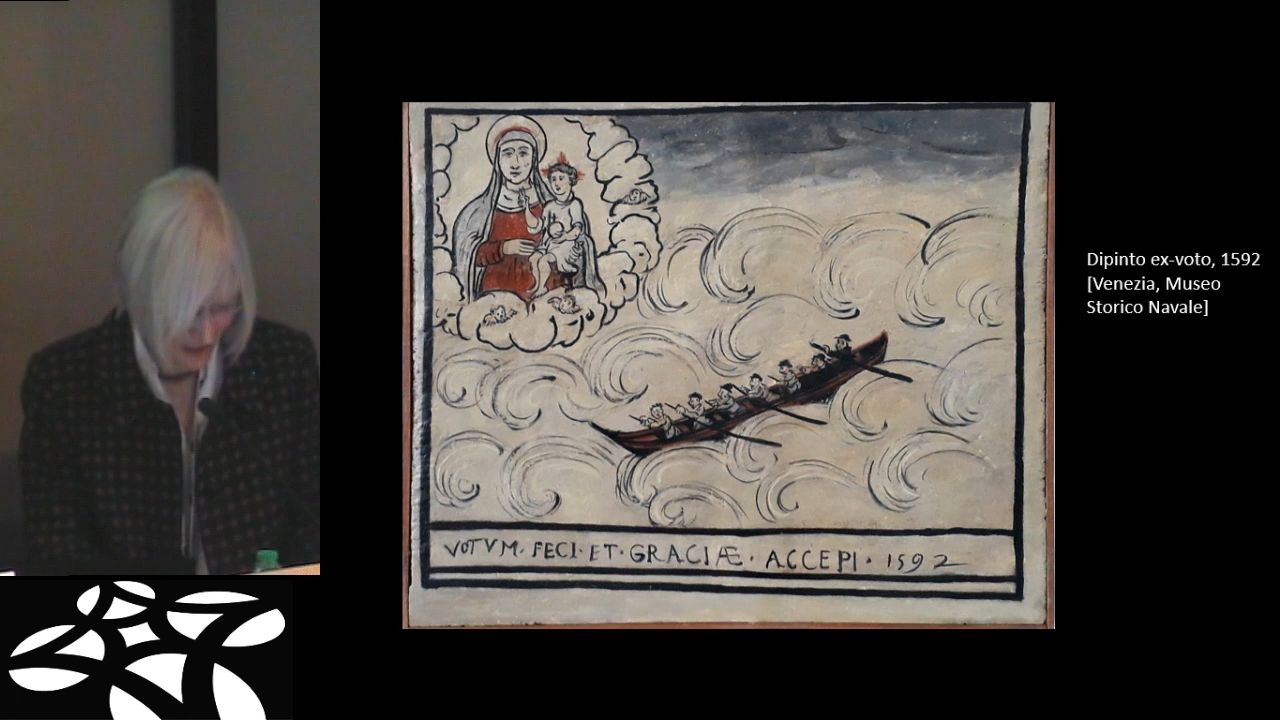 Dipinto ex-voto, 1592
[Venezia, Museo
Storico Navale]
VOTVM · FECI · ET · GRACIÆ · ACCEPI · 1592